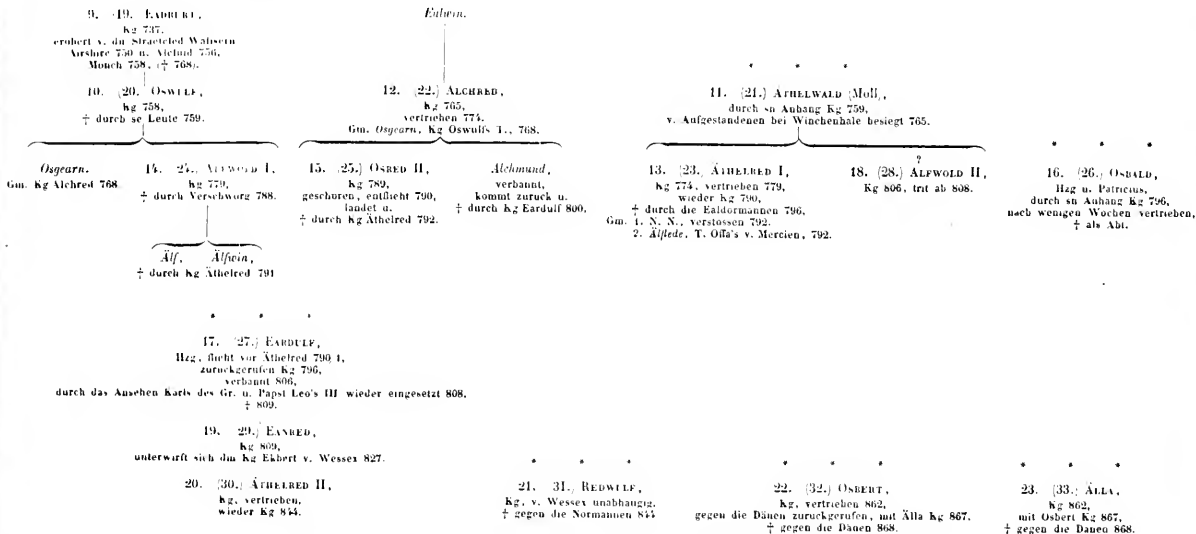 9. (19. EADBERT,
Kg 737,
erobert v. dn Straetcled Walisern
Airshire 750 u. Alcluid 756,
Mönch 758, († 768).
10. (20. OSWULF,
Kg 758,
† durch se Leute 759.
Osgearn.
Gm. Kg Alchred 768.
14. 24.) ALFWOLD I,
Kg 779,
† durch Verschwörg 788.
Älf, Älfwin,
† durch Kg Äthelred 791
Ealwin.
12. (22.) ALCHRED,
Kg 765,
vertrieben 774.
Gm. Osgearn, Kg Oswulfs T., 768.
15. (25.) OSRED II,
Kg 789,
geschoren, entflieht 790,
landet u.
† durch Kg Äthelred 792.
Alchmund,
verbannt,
kommt zurück u.
† durch Kg Eardulf 800.
* * *
11. (21.) ÄTHELWALD (Moll),
durch sn Anhang Kg 759,
v. Aufgestandenen bei Winchenhale besiegt 765.
13. (23.) ÄTHELRED I,
Kg 774, vertrieben 779,
wieder Kg 790,
† durch die Ealdormannen 796,
Gm. 1. N. N., verstossen 792.
2. Älflede, T. Offa's v. Mercien, 792.
?
18. (28.) ALFWOLD II,
Kg 806, trit ab 808.
* * *
16. (26.) OSBALD,
Hzg u. Patricius,
durch sn Anhang Kg 796,
nach wenigen Wochen vertrieben,
† als Abt.
* * *
17. (27.) EARDULF,
Hzg, flieht vor Äthelred 790/1,
zurückgerufen Kg 796,
verbannt 806,
durch das Ansehen Karls des Gr. u. Papst Leo's III wieder eingesetzt 808,
† 809.
19. 29.) EANRED,
Kg 809,
unterwirft sich dm Kg Ekbert v. Wessex 827.
20. (30.) ÄTHELRED II,
Kg, vertrieben,
wieder Kg 844.
* * *
21. 31.) REDWULF,
Kg, v. Wessex unabhängig,
† gegen die Normannen 844
* * *
22. (32.) OSBERT,
Kg, vertrieben 862,
gegen die Dänen zurückgerufen, mit Älla Kg 867.
† gegen die Dänen 868.
* * *
23. (33.) ÄLLA,
Kg 862,
mit Osbert Kg 867,
† gegen die Dänen 868.